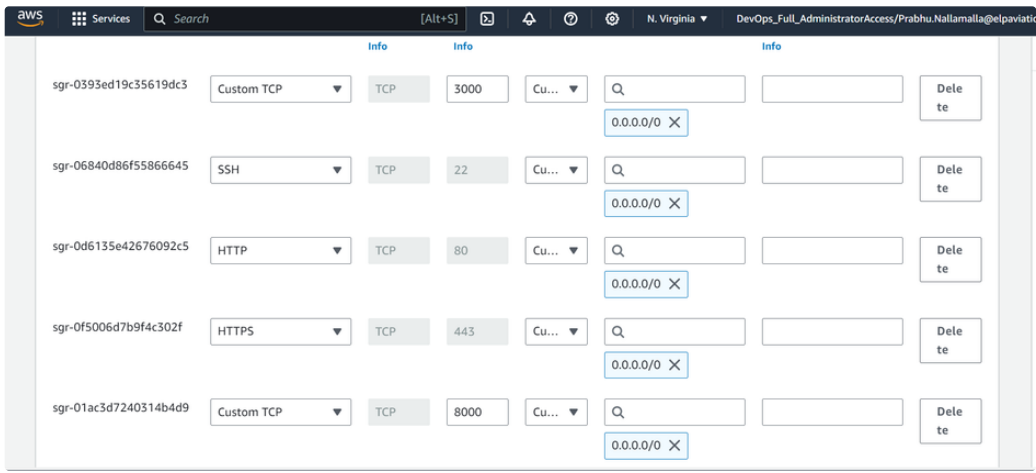 aws Services Search [Alt+S] N. Virginia ▼ DevOps_Full_AdministratorAccess/Prabhu.Nallamalla@elpaviatic
Info Info Info
sgr-0393ed19c35619dc3 Custom TCP ▼ TCP 3000 Cu... ▼ Dele
te
0.0.0.0/0 X
sgr-06840d86f55866645 SSH ▼ TCP 22 Cu... ▼ Dele
te
0.0.0.0/0 X
sgr-0d6135e42676092c5 HTTP ▼ TCP 80 Cu... ▼ Dele
te
0.0.0.0/0 X
sgr-0f5006d7b9f4c302f HTTPS ▼ TCP 443 Cu... ▼ Dele
te
0.0.0.0/0 X
sgr-01ac3d7240314b4d9 Custom TCP ▼ TCP 8000 Cu... ▼ Dele
te
0.0.0.0/0 X